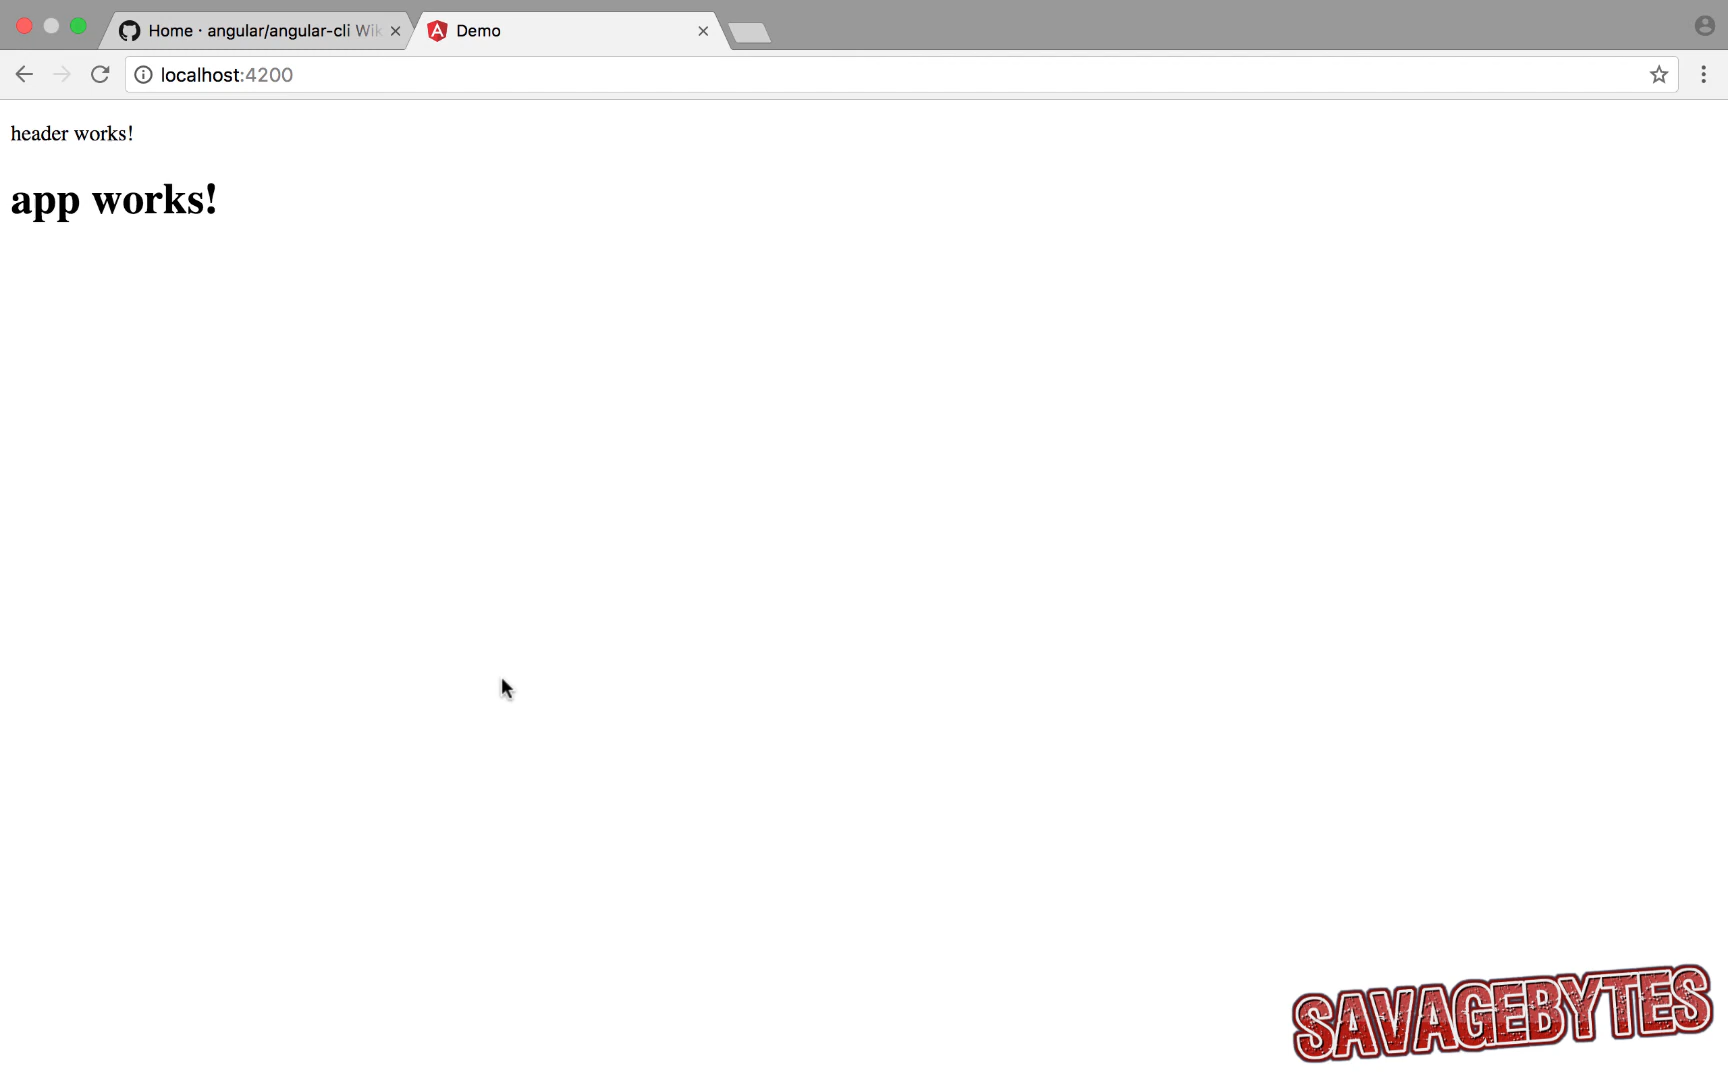 Home · angular/angular-cli Wik
Demo
localhost:4200
header works!
app works!
SAVAGEBYTES